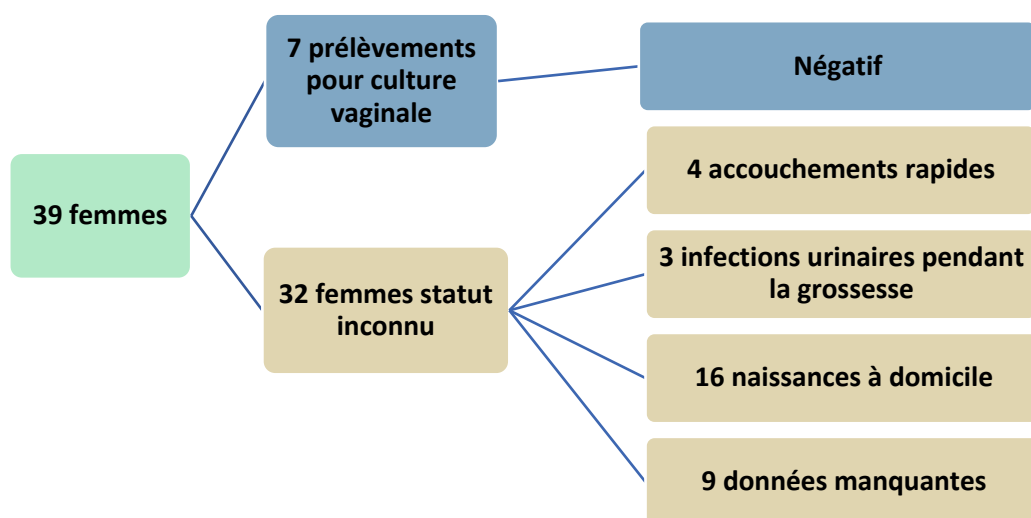 39 femmes
7 prélèvements
pour culture
vaginale
Négatif
32 femmes statut
inconnu
4 accouchements rapides
3 infections urinaires pendant
la grossesse
16 naissances à domicile
9 données manquantes